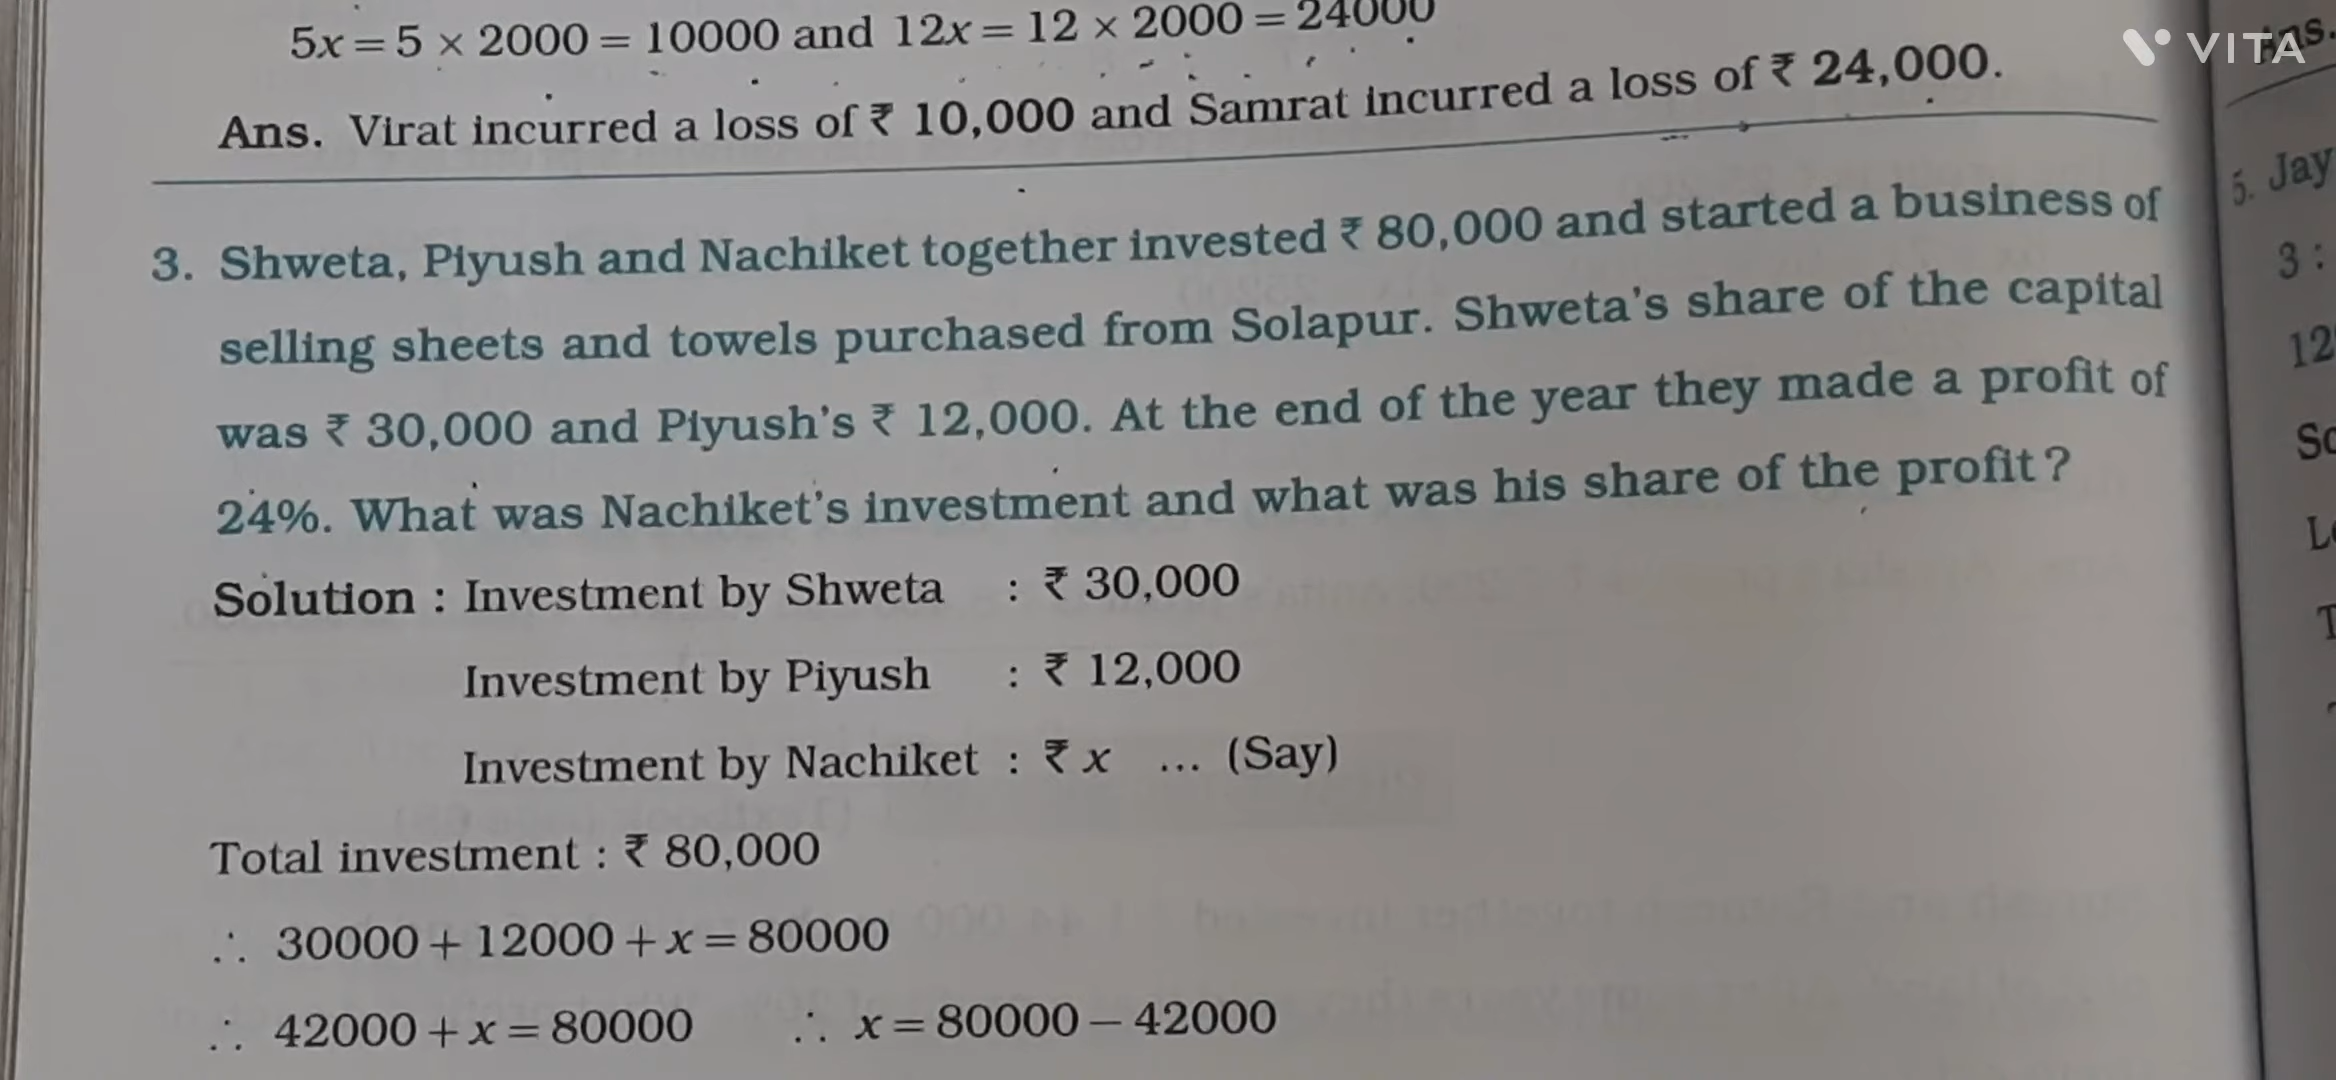 5x = 5 × 2000 = 10000 and 12x = 12 × 2000 = 24000
Ans. Virat incurred a loss of ₹ 10,000 and Samrat incurred a loss of ₹ 24,000.
3. Shweta, Piyush and Nachiket together invested ₹ 80,000 and started a business of
selling sheets and towels purchased from Solapur. Shweta's share of the capital
was ₹ 30,000 and Piyush's ₹ 12,000. At the end of the year they made a profit of
24%. What was Nachiket's investment and what was his share of the profit?
Solution : Investment by Shweta : ₹ 30,000
Investment by Piyush : ₹ 12,000
Investment by Nachiket : ₹ x ... (Say)
Total investment : ₹ 80,000
∴ 30000 + 12000 + x = 80000
∴ 42000 + x = 80000 ∴ x = 80000 – 42000
VITA
Ans.
5. Jay
3 :
12